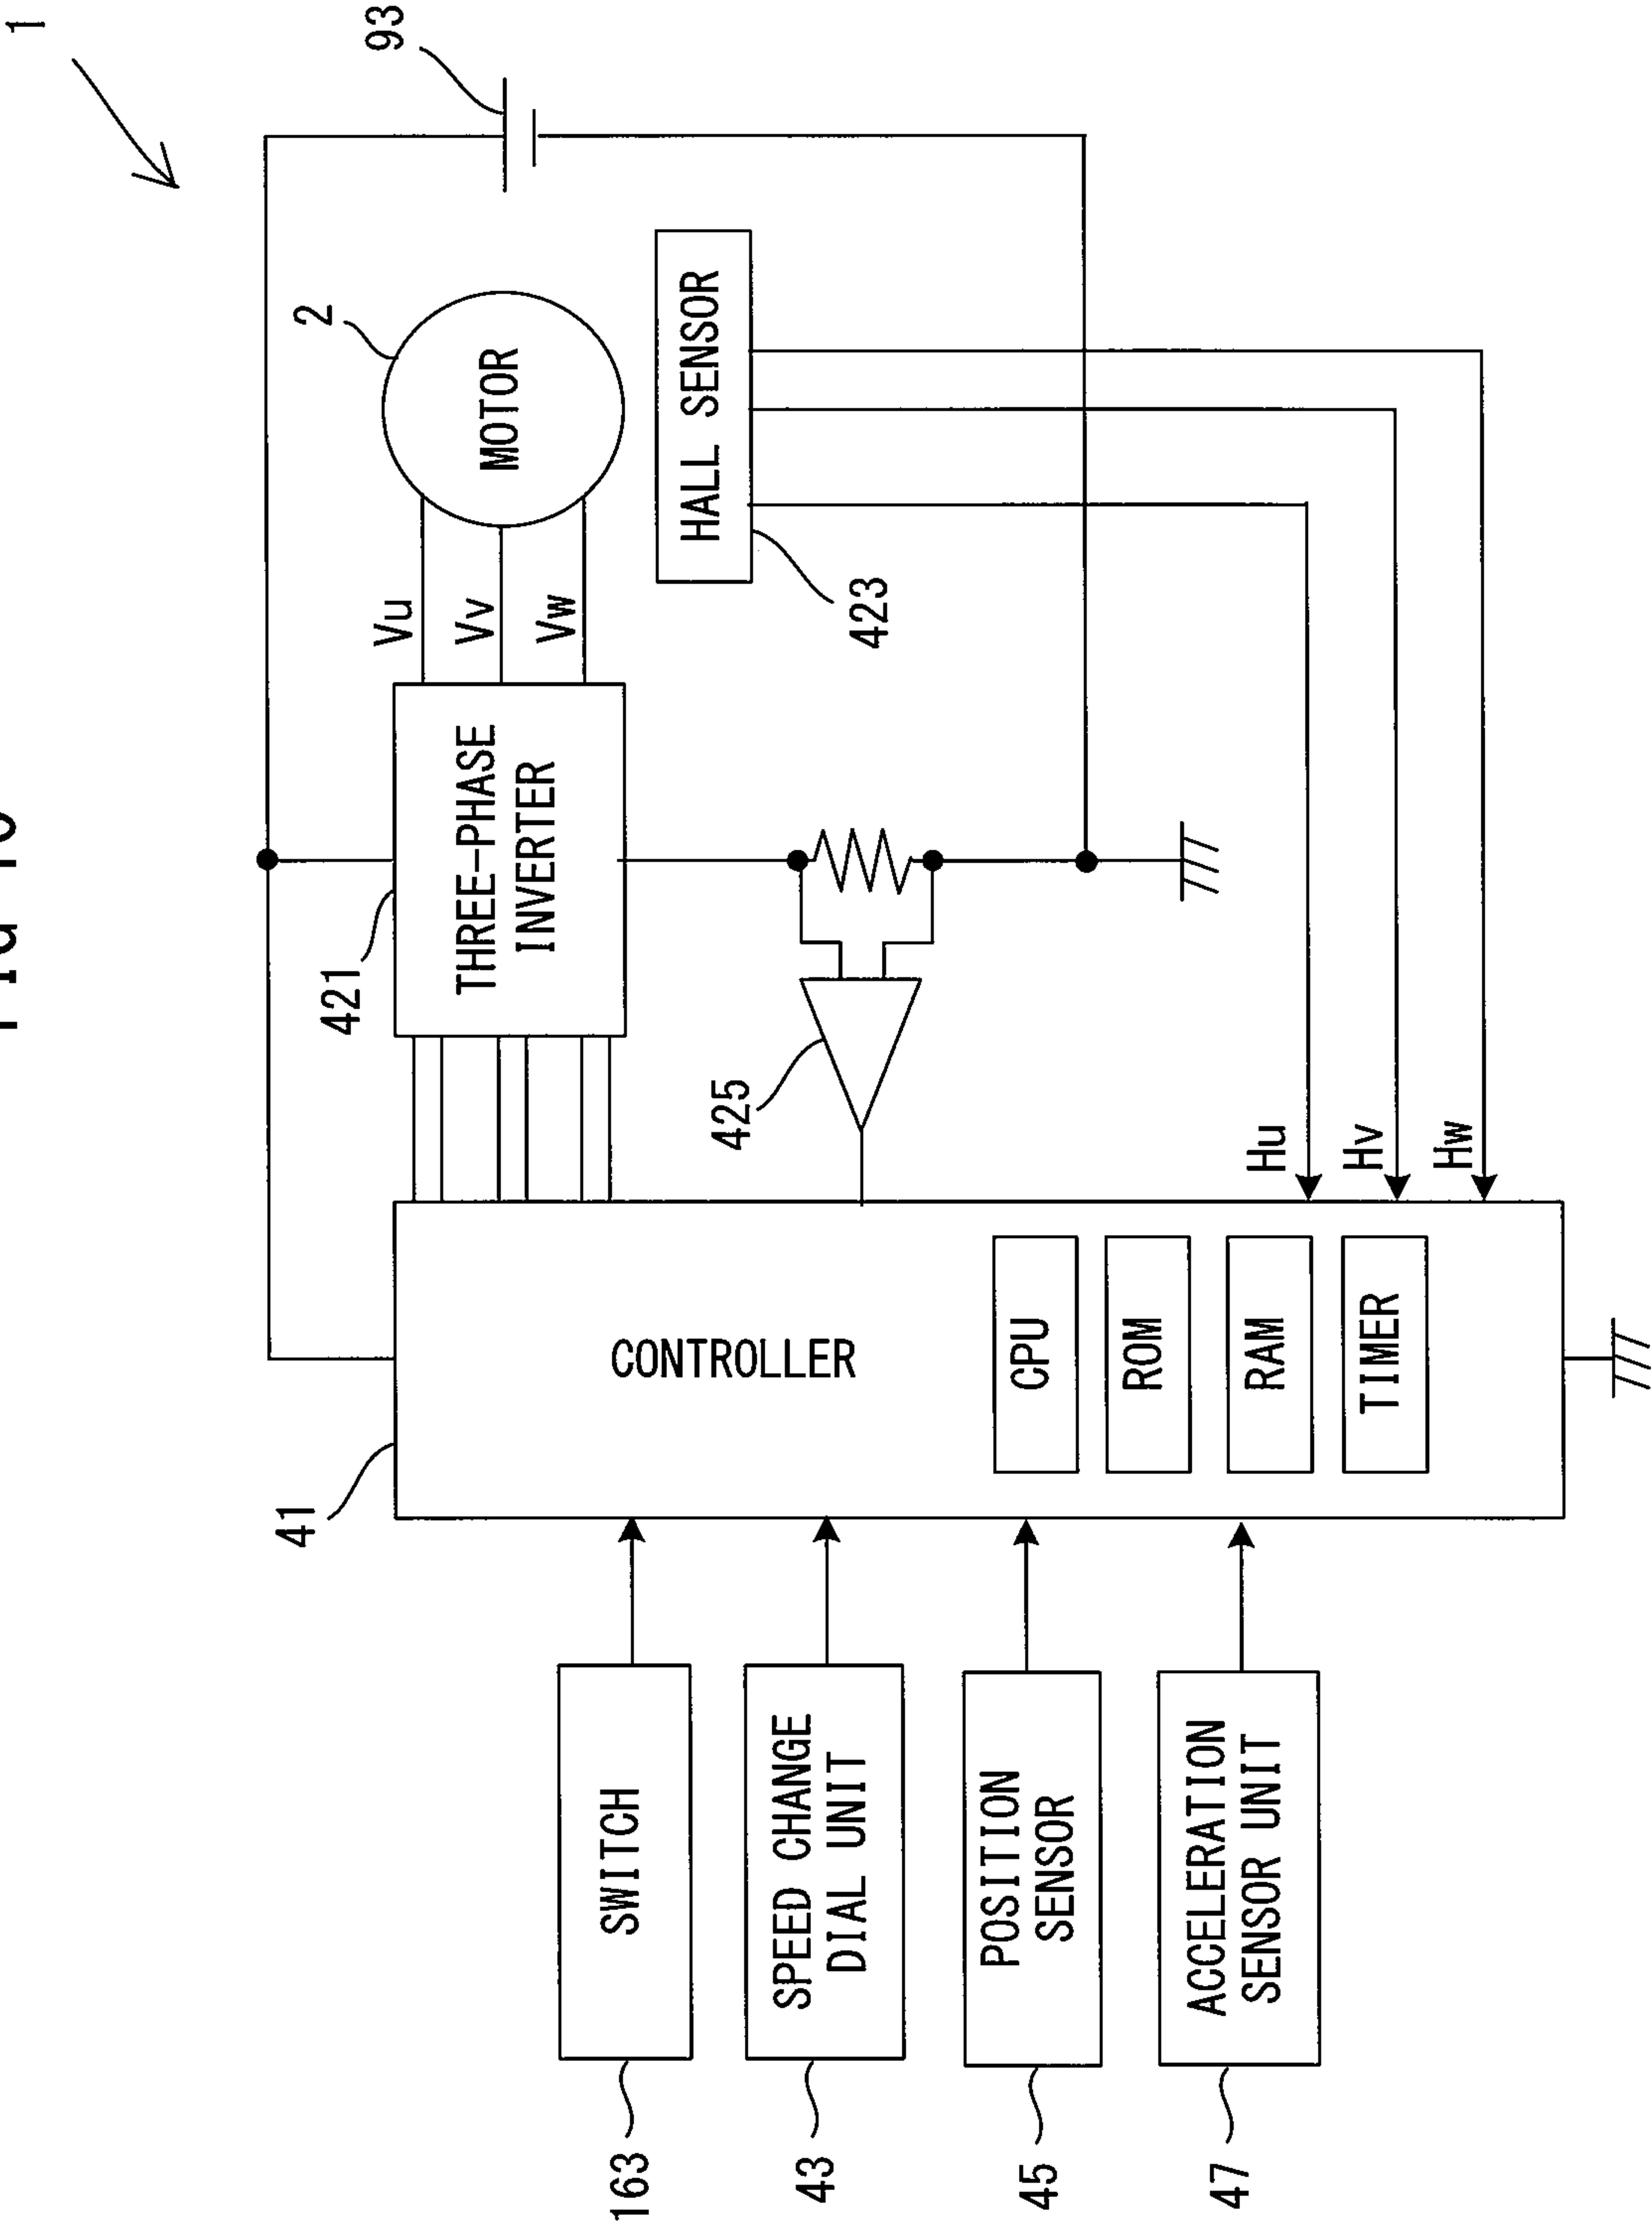 1
93
2
MOTOR
HALL SENSOR
423
Vu
Vv
Vw
421
THREE-PHASE
INVERTER
425
Hu
Hv
Hw
41
CONTROLLER
CPU
ROM
RAM
TIMER
SWITCH
163
SPEED CHANGE
DIAL UNIT
43
POSITION
SENSOR
45
ACCELERATION
SENSOR UNIT
47